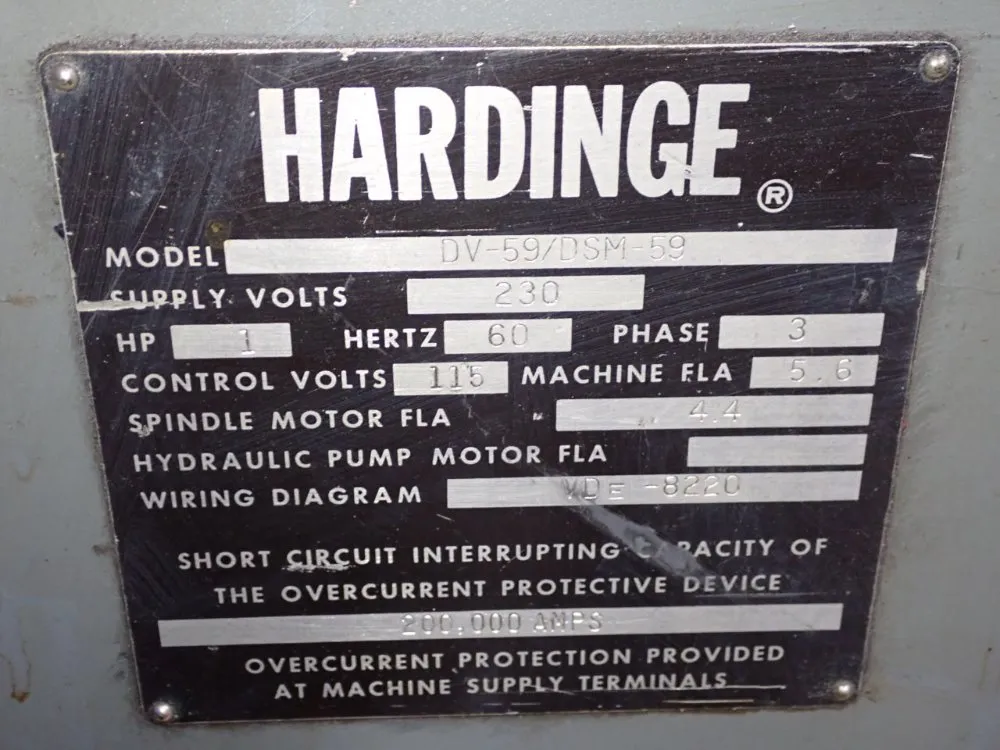 HARDINGE ®
MODEL DV-59/DSM-59
SUPPLY VOLTS 230
HP 1 HERTZ 60 PHASE 3
CONTROL VOLTS 115 MACHINE FLA 5.6
SPINDLE MOTOR FLA 4.4
HYDRAULIC PUMP MOTOR FLA
WIRING DIAGRAM VDE -8220
SHORT CIRCUIT INTERRUPTING CAPACITY OF
THE OVERCURRENT PROTECTIVE DEVICE
200,000 AMPS
OVERCURRENT PROTECTION PROVIDED
AT MACHINE SUPPLY TERMINALS